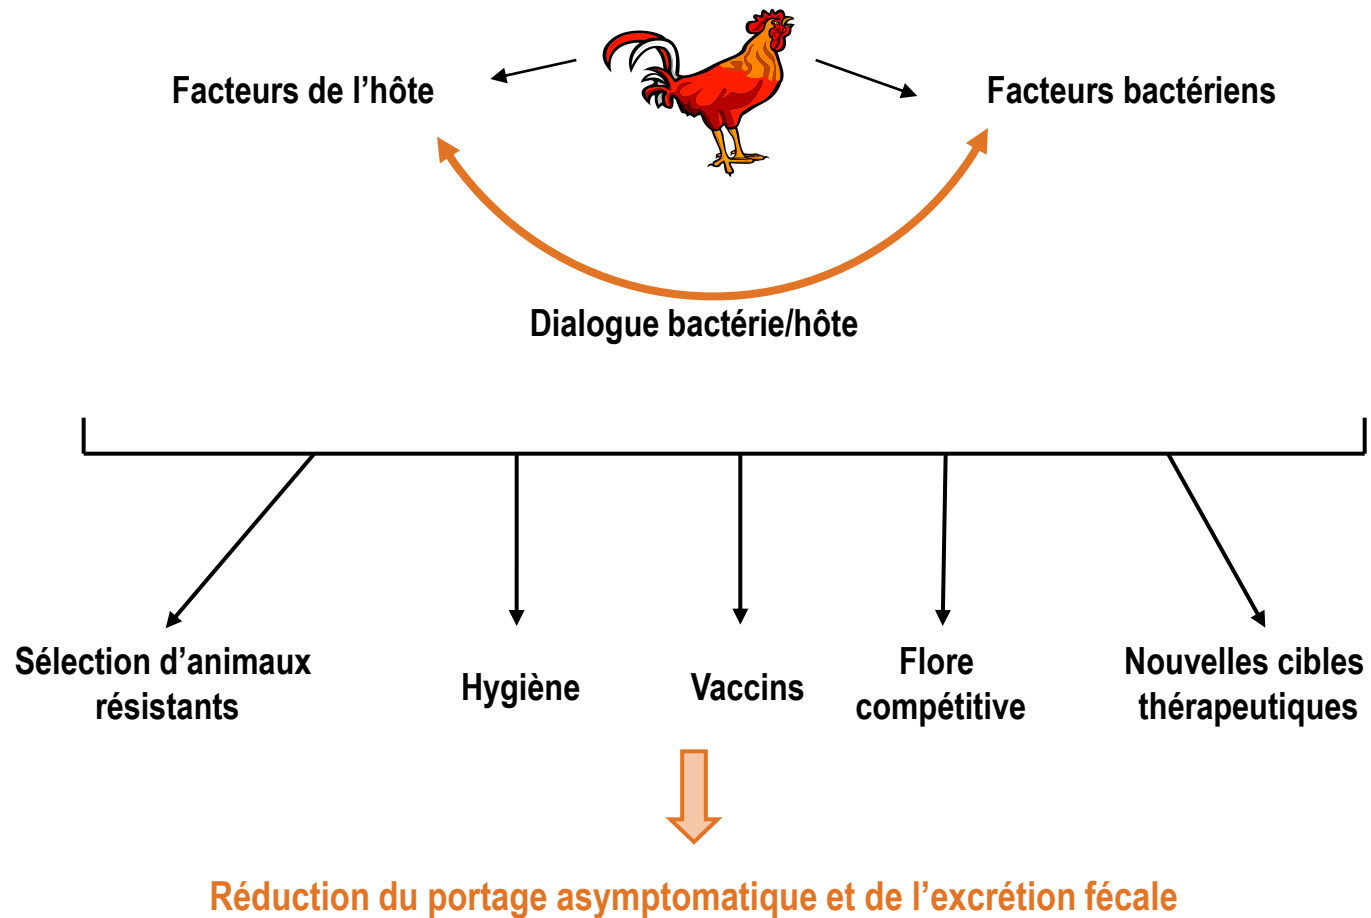 Facteurs de l’hôte
Facteurs bactériens
Dialogue bactérie/hôte
Sélection d’animaux
résistants
Hygiène
Vaccins
Flore
compétitive
Nouvelles cibles
thérapeutiques
Réduction du portage asymptomatique et de l’excrétion fécale